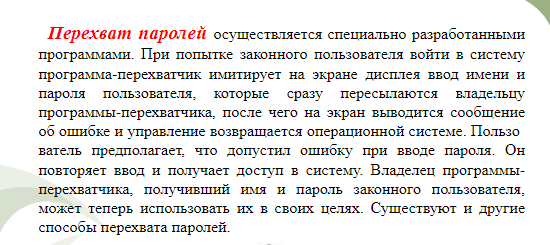 Перехват паролей осуществляется специально разработанными
программами. При попытке законного пользователя войти в систему
программа-перехватчик имитирует на экране дисплея ввод имени и
пароля пользователя, которые сразу пересылаются владельцу
программы-перехватчика, после чего на экран выводится сообщение
об ошибке и управление возвращается операционной системе. Пользо
ватель предполагает, что допустил ошибку при вводе пароля. Он
повторяет ввод и получает доступ в систему. Владелец программы-
перехватчика, получивший имя и пароль законного пользователя,
может теперь использовать их в своих целях. Существуют и другие
способы перехвата паролей.